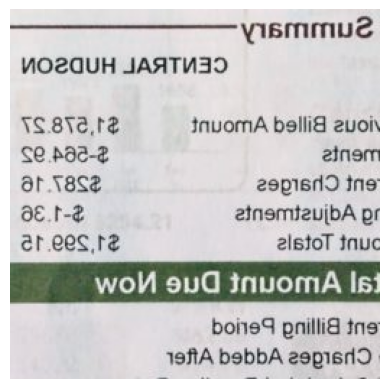 Summary
CENTRAL HUDSON
vious Billed Amount $1,578.27
ments $-564.92
rent Charges $287.16
ng Adjustments $-1.36
ount Totals $1,299.15
tal Amount Due Now
rent Billing Period
Charges Added After